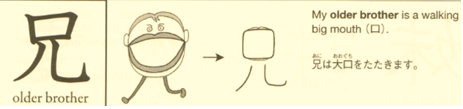 兄
older brother
My older brother is a walking
big mouth (口).
あに おおぐち
兄は大口をたたきます。